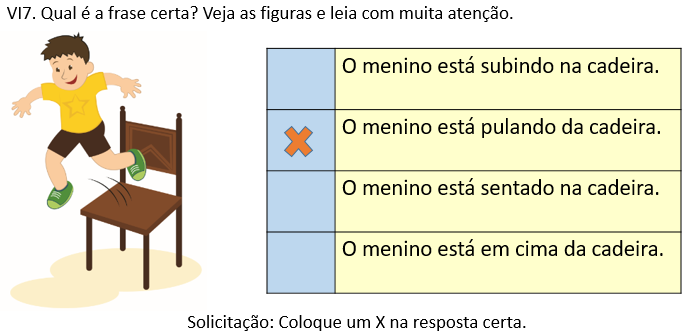 VI7. Qual é a frase certa? Veja as figuras e leia com muita atenção.
O menino está subindo na cadeira.
O menino está pulando da cadeira.
O menino está sentado na cadeira.
O menino está em cima da cadeira.
Solicitação: Coloque um X na resposta certa.